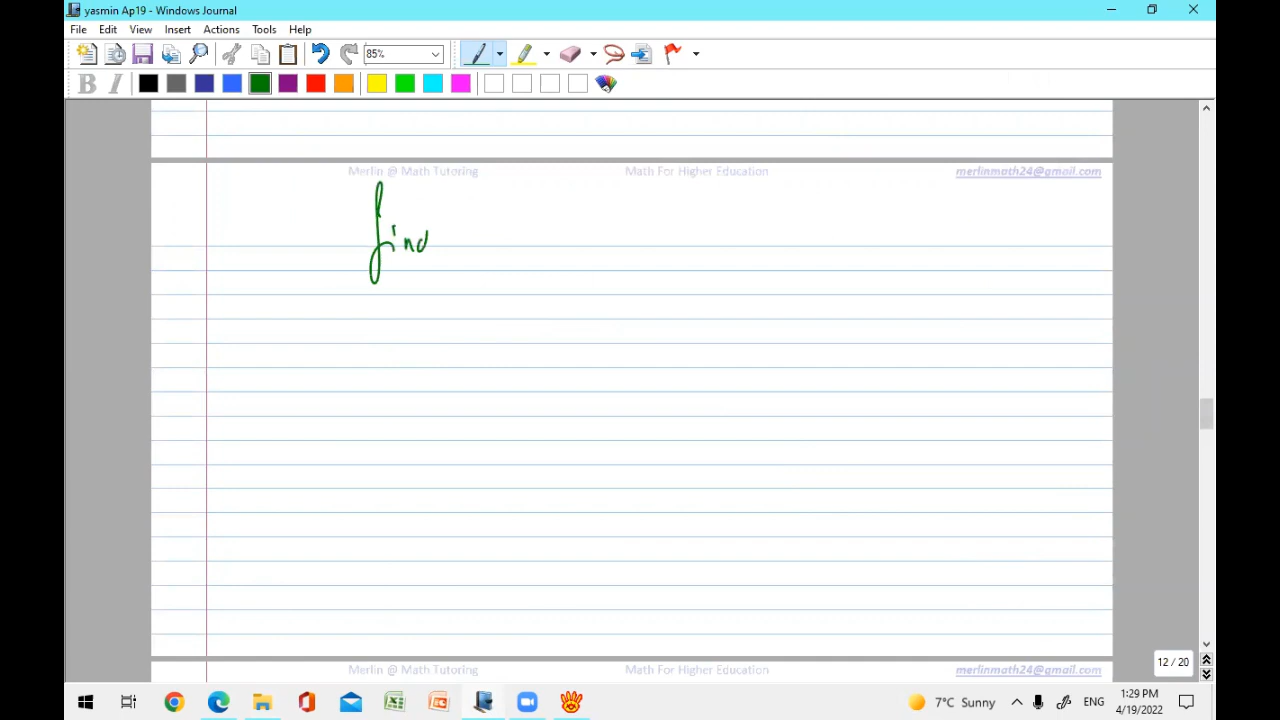 yasmin Ap19 - Windows Journal
File Edit View Insert Actions Tools Help
85%
B I
Merlin @ Math Tutoring Math For Higher Education merlinmath24@gmail.com
find
12 / 20
Merlin @ Math Tutoring Math For Higher Education merlinmath24@gmail.com
7°C Sunny ENG 1:29 PM
4/19/2022